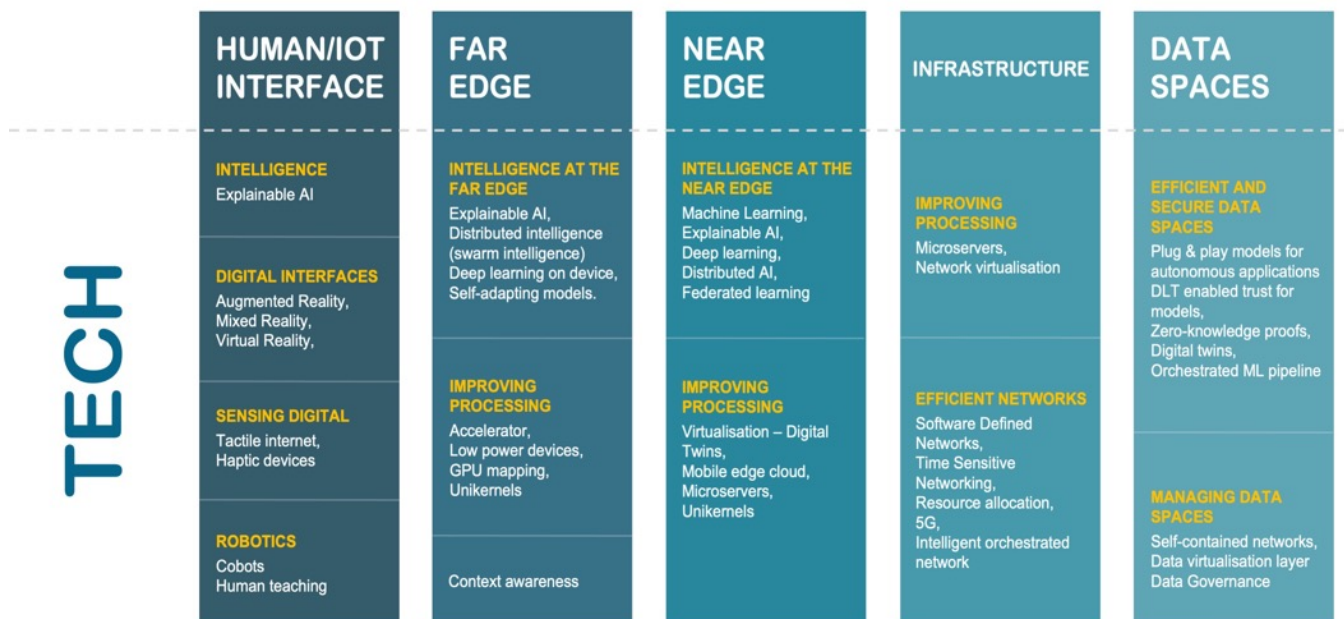 TECH
HUMAN/IOT
INTERFACE
INTELLIGENCE
Explainable AI
DIGITAL INTERFACES
Augmented Reality,
Mixed Reality,
Virtual Reality,
SENSING DIGITAL
Tactile internet,
Haptic devices
ROBOTICS
Cobots
Human teaching
FAR
EDGE
INTELLIGENCE AT THE
FAR EDGE
Explainable AI,
Distributed intelligence
(swarm intelligence)
Deep learning on device,
Self-adapting models.
IMPROVING
PROCESSING
Accelerator,
Low power devices,
GPU mapping,
Unikernels
Context awareness
NEAR
EDGE
INTELLIGENCE AT THE
NEAR EDGE
Machine Learning,
Explainable AI,
Deep learning,
Distributed AI,
Federated learning
IMPROVING
PROCESSING
Virtualisation – Digital
Twins,
Mobile edge cloud,
Microservers,
Unikernels
INFRASTRUCTURE
IMPROVING
PROCESSING
Microservers,
Network virtualisation
EFFICIENT NETWORKS
Software Defined
Networks,
Time Sensitive
Networking,
Resource allocation,
5G,
Intelligent orchestrated
network
DATA
SPACES
EFFICIENT AND
SECURE DATA
SPACES
Plug & play models for
autonomous applications
DLT enabled trust for
models,
Zero-knowledge proofs,
Digital twins,
Orchestrated ML pipeline
MANAGING DATA
SPACES
Self-contained networks,
Data virtualisation layer
Data Governance